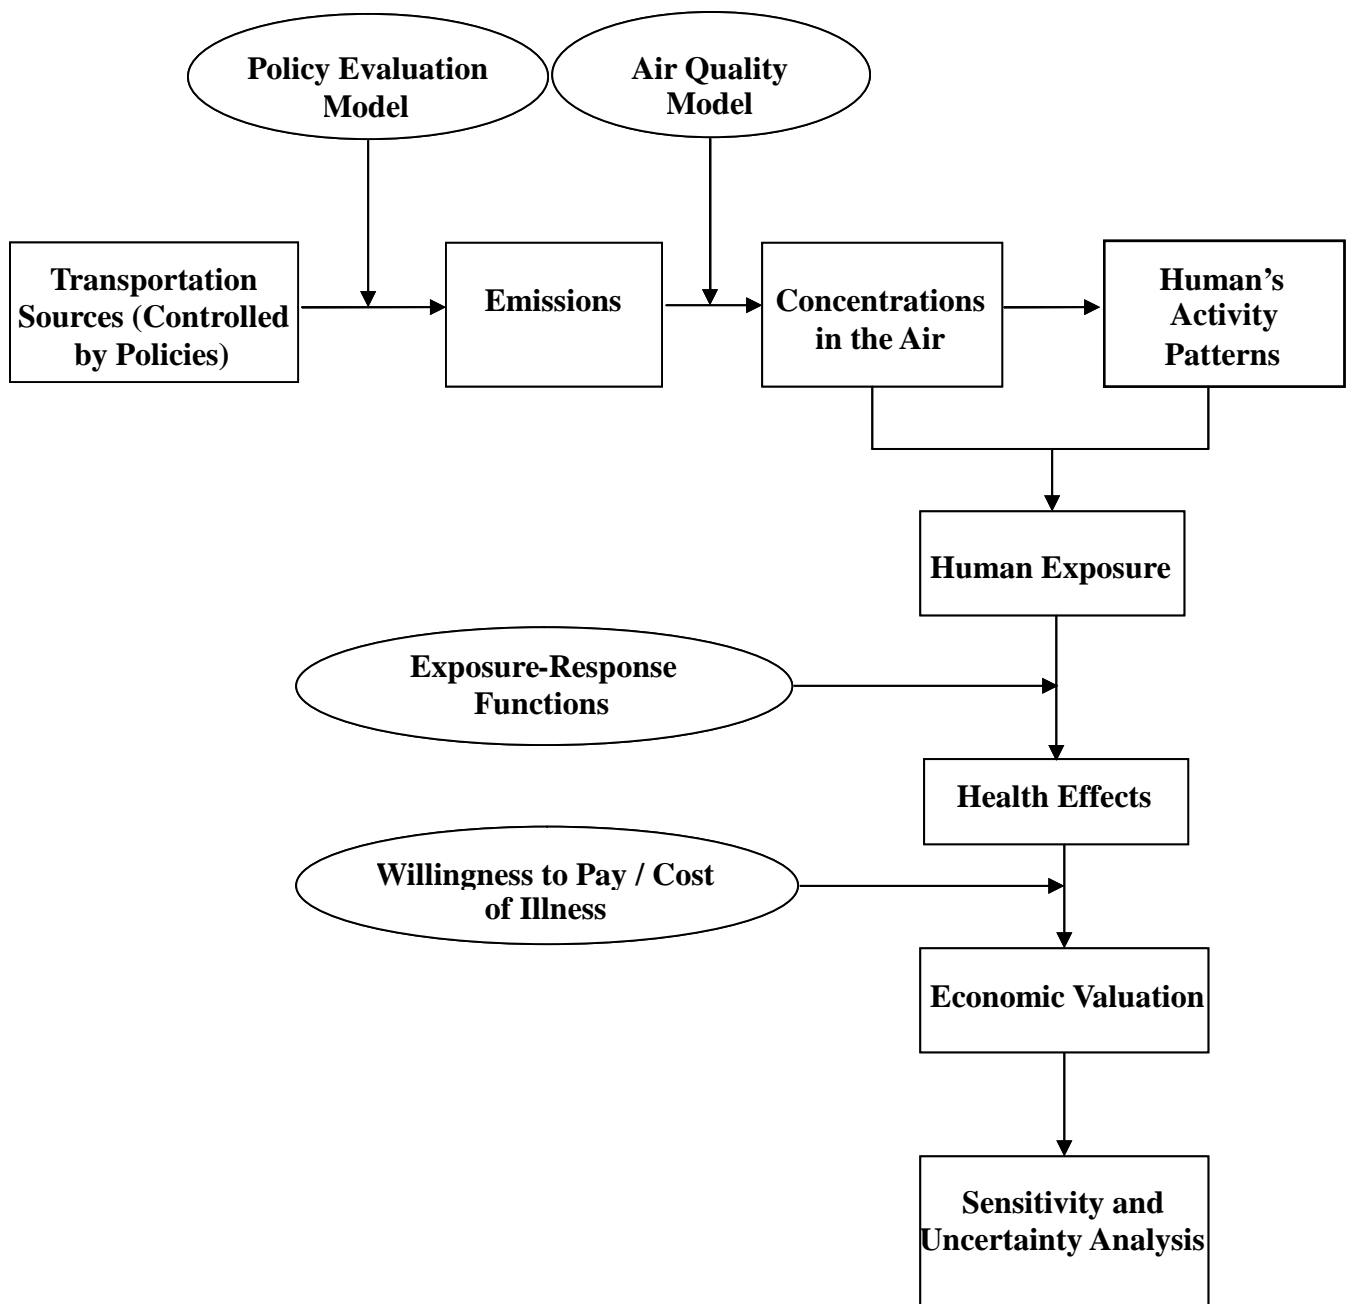 Policy Evaluation
Model
Air Quality
Model
Transportation
Sources (Controlled
by Policies)
Emissions
Concentrations
in the Air
Human’s
Activity
Patterns
Human Exposure
Exposure-Response
Functions
Health Effects
Willingness to Pay / Cost
of Illness
Economic Valuation
Sensitivity and
Uncertainty Analysis